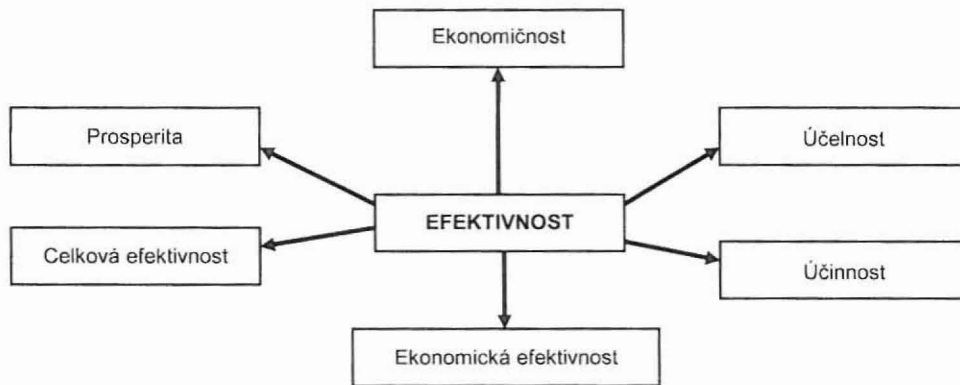 Ekonomičnost
Prosperita
Účelnost
EFEKTIVNOST
Celková efektivnost
Účinnost
Ekonomická efektivnost